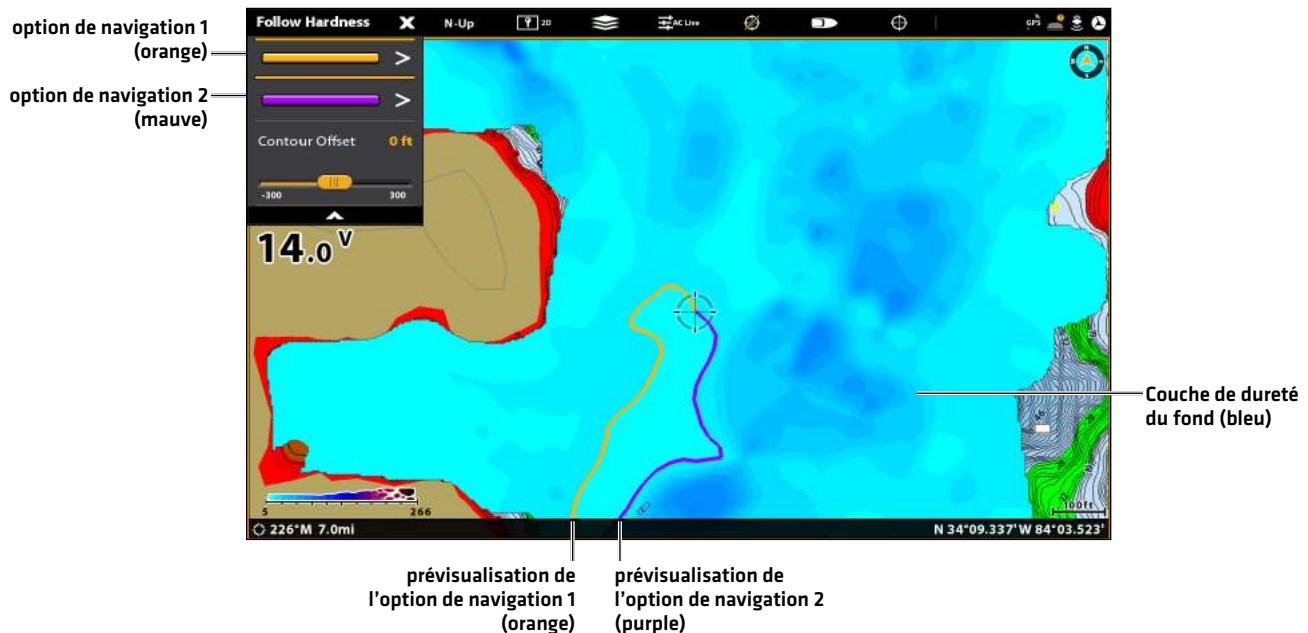 Follow Hardness N-Up 2D AC Live GPS
option de navigation 1
(orange)
option de navigation 2
(mauve)
Contour Offset 0 ft
-300 300
14.0 V
Couche de dureté
du fond (bleu)
46
5 266
100ft
226°M 7.0mi N 34°09.337' W 84°03.523'
prévisualisation de
l'option de navigation 1
(orange)
prévisualisation de
l'option de navigation 2
(purple)